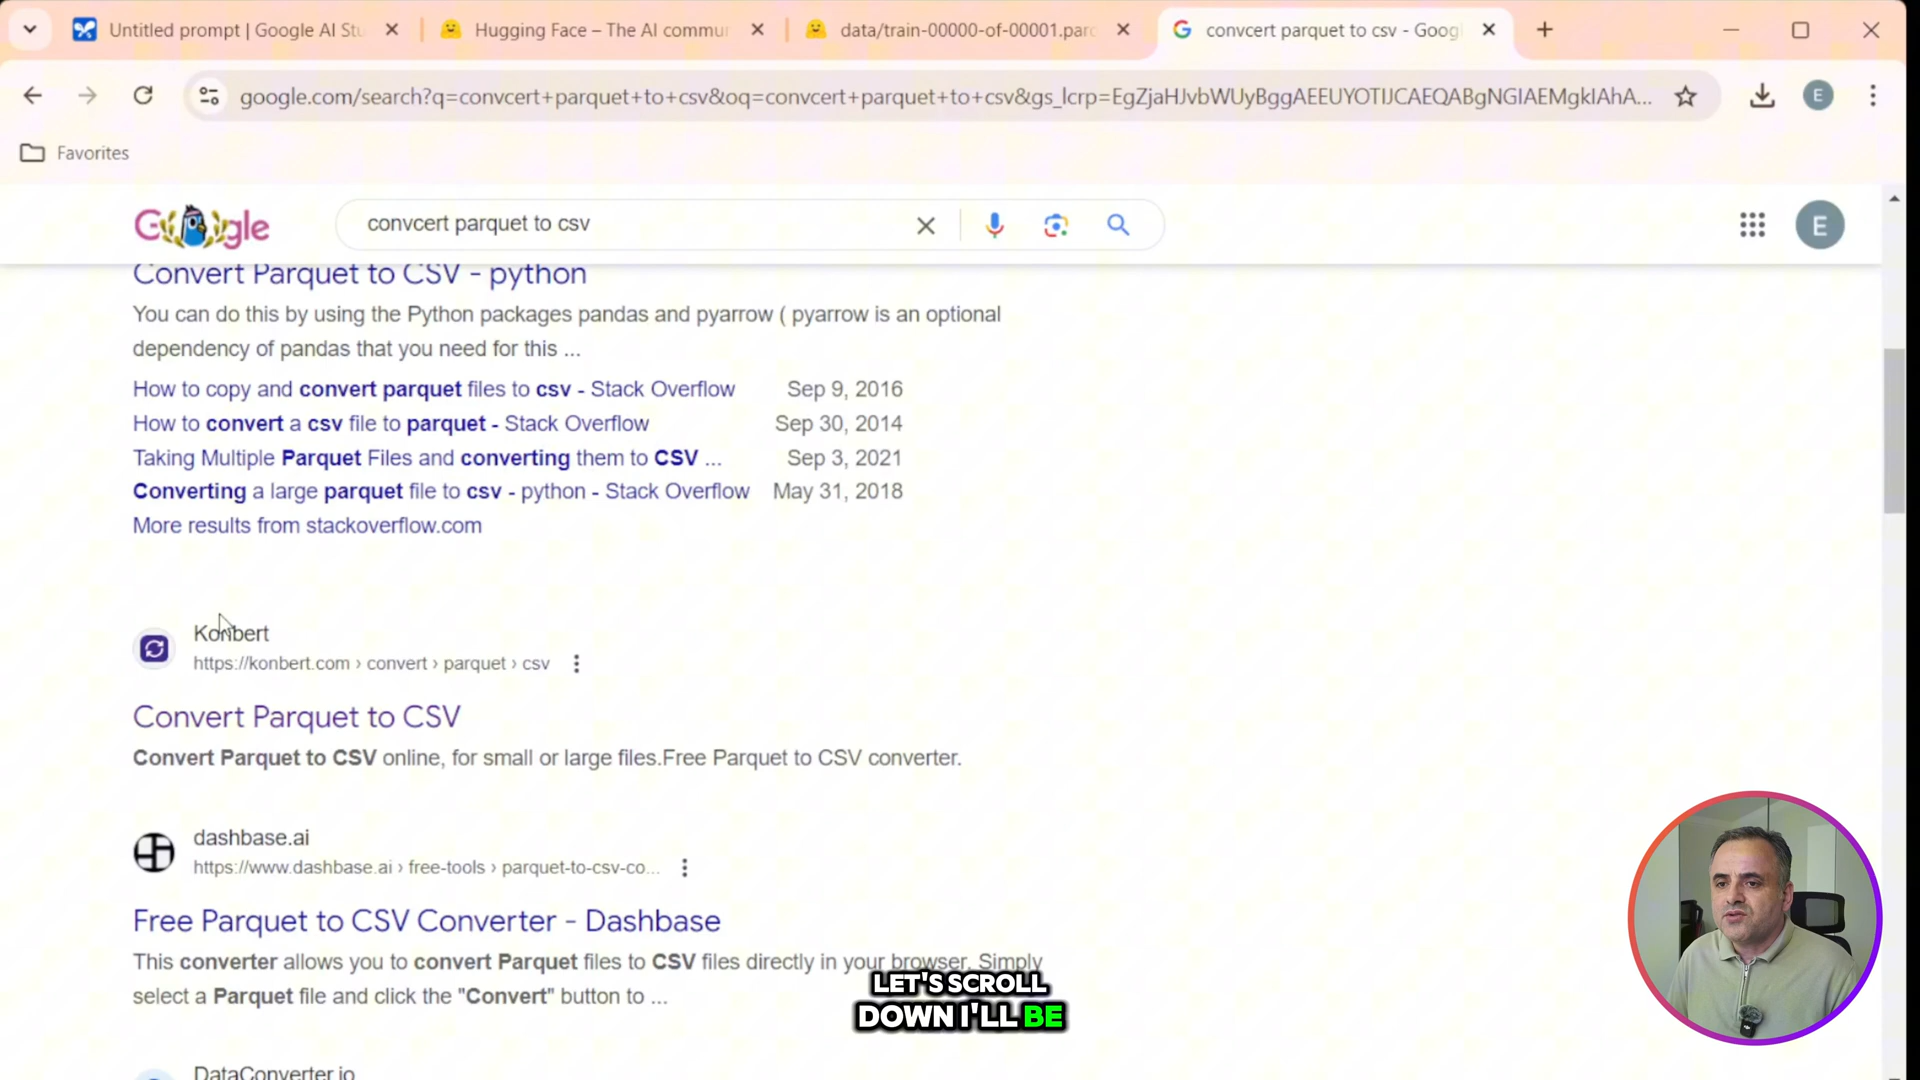 Untitled prompt | Google AI Stu
Hugging Face – The AI commur
data/train-00000-of-00001.parc
convcert parquet to csv - Goog
google.com/search?q=convcert+parquet+to+csv&oq=convcert+parquet+to+csv&gs_lcrp=EgZjaHJvbWUyBggAEEUYOTIJCAEQABgNGIAEMgkIAhA...
E
Favorites
Google
convcert parquet to csv
E
Convert Parquet to CSV - python
You can do this by using the Python packages pandas and pyarrow ( pyarrow is an optional
dependency of pandas that you need for this ...
How to copy and convert parquet files to csv - Stack Overflow Sep 9, 2016
How to convert a csv file to parquet - Stack Overflow Sep 30, 2014
Taking Multiple Parquet Files and converting them to CSV ... Sep 3, 2021
Converting a large parquet file to csv - python - Stack Overflow May 31, 2018
More results from stackoverflow.com
Konbert
https://konbert.com › convert › parquet › csv
Convert Parquet to CSV
Convert Parquet to CSV online, for small or large files.Free Parquet to CSV converter.
dashbase.ai
https://www.dashbase.ai › free-tools › parquet-to-csv-co...
Free Parquet to CSV Converter - Dashbase
This converter allows you to convert Parquet files to CSV files directly in your browser. Simply
select a Parquet file and click the "Convert" button to ...
LET'S SCROLL
DOWN I'LL BE
DataConverter.io